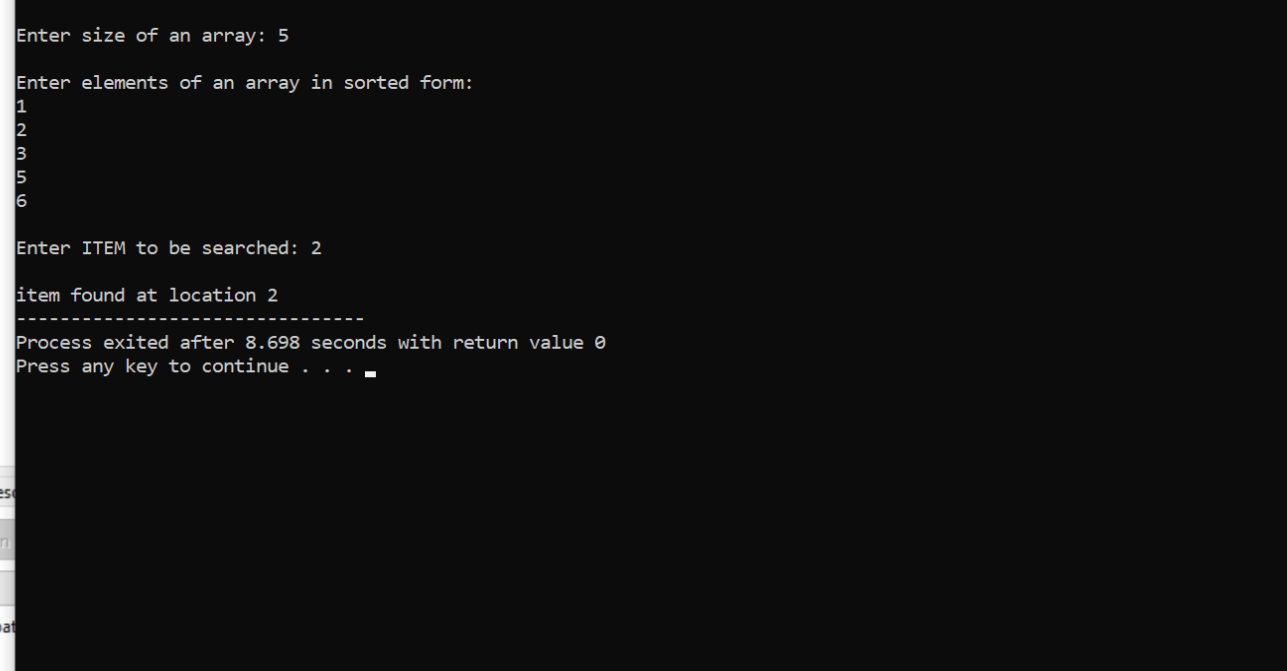 Enter size of an array: 5
Enter elements of an array in sorted form:
1
2
3
5
6
Enter ITEM to be searched: 2
item found at location 2
--------------------------------
Process exited after 8.698 seconds with return value 0
Press any key to continue . . .